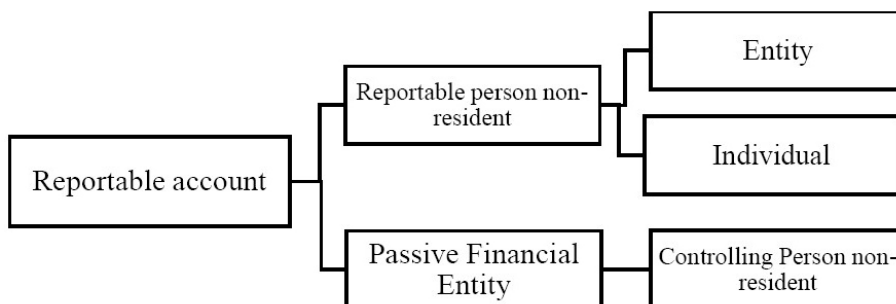 Reportable account
Reportable person non-
resident
Entity
Individual
Passive Financial
Entity
Controlling Person non-
resident